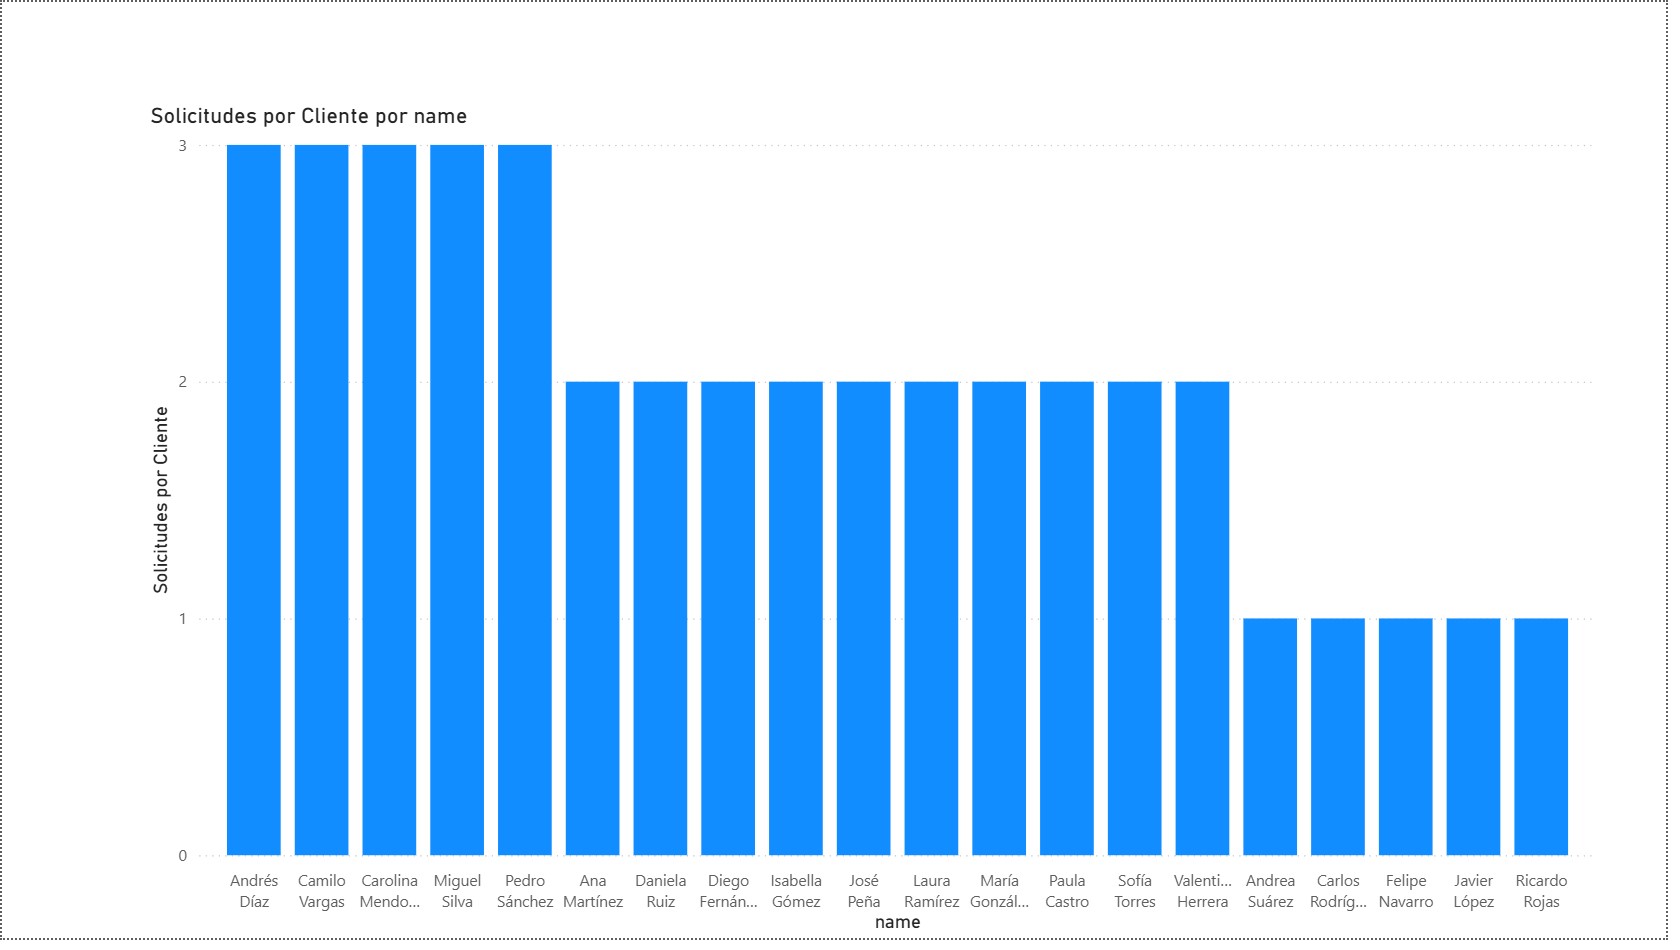 Solicitudes por Cliente por name
3
2
1
0
Solicitudes por Cliente
Andrés Díaz
Camilo Vargas
Carolina Mendo...
Miguel Silva
Pedro Sánchez
Ana Martínez
Daniela Ruiz
Diego Fernán...
Isabella Gómez
José Peña
Laura Ramírez
María Gonzál...
Paula Castro
Sofía Torres
Valenti... Herrera
Andrea Suárez
Carlos Rodríg...
Felipe Navarro
Javier López
Ricardo Rojas
name